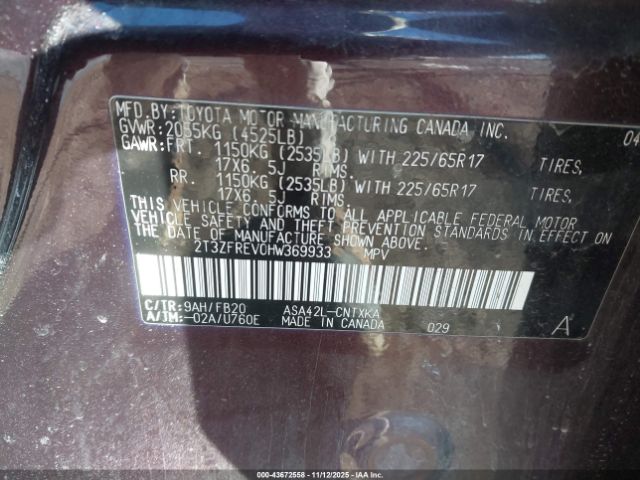 MFD.BY:TOYOTA MOTOR MANUFACTURING CANADA INC. 04
GVWR:2055KG (4525LB)
GAWR:FRT. 1150KG (2535LB) WITH 225/65R17 TIRES,
17X6. 5J RIMS.
RR. 1150KG (2535LB) WITH 225/65R17 TIRES,
17X6. 5J RIMS.
THIS VEHICLE CONFORMS TO ALL APPLICABLE FEDERAL MOTOR
VEHICLE SAFETY AND THEFT PREVENTION STANDARDS IN EFFECT ON
THE DATE OF MANUFACTURE SHOWN ABOVE.
2T3ZFREV0HW369933 MPV
C/TR:9AH/FB20 ASA42L-CNTXKA
A/TM:-02A/U760E MADE IN CANADA 029 A
00-43672558 - 11/12/2025 - IAA Inc.